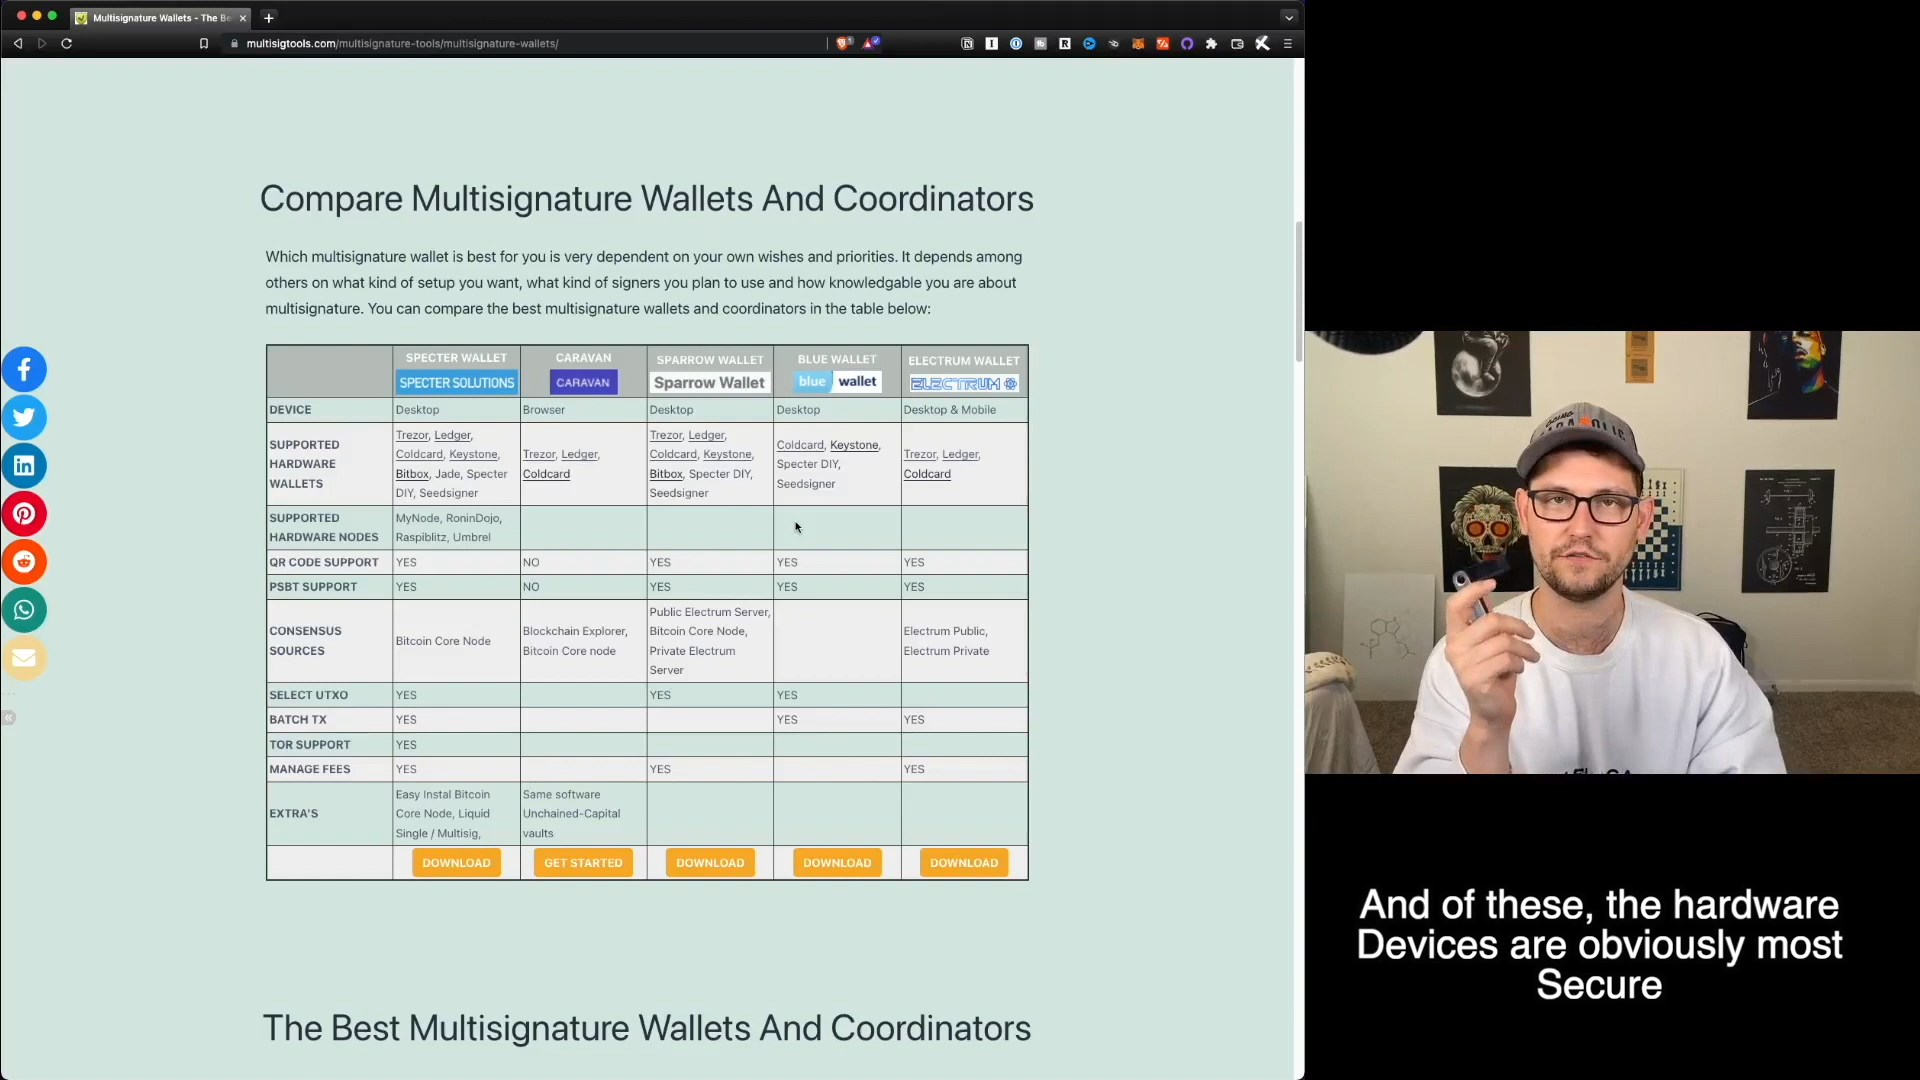 Multisignature Wallets - The Be
multisigtools.com/multisignature-tools/multisignature-wallets/
Compare Multisignature Wallets And Coordinators
Which multisignature wallet is best for you is very dependent on your own wishes and priorities. It depends among
others on what kind of setup you want, what kind of signers you plan to use and how knowledgable you are about
multisignature. You can compare the best multisignature wallets and coordinators in the table below:
SPECTER WALLET CARAVAN SPARROW WALLET BLUE WALLET ELECTRUM WALLET
SPECTER SOLUTIONS CARAVAN Sparrow Wallet blue wallet ELECTRUM
DEVICE Desktop Browser Desktop Desktop Desktop & Mobile
SUPPORTED
HARDWARE
WALLETS
Trezor, Ledger,
Coldcard, Keystone,
Bitbox, Jade, Specter
DIY, Seedsigner
Trezor, Ledger,
Coldcard
Trezor, Ledger,
Coldcard, Keystone,
Bitbox, Specter DIY,
Seedsigner
Coldcard, Keystone,
Specter DIY,
Seedsigner
Trezor, Ledger,
Coldcard
SUPPORTED
HARDWARE NODES
MyNode, RoninDojo,
Raspiblitz, Umbrel
QR CODE SUPPORT YES NO YES YES YES
PSBT SUPPORT YES NO YES YES YES
CONSENSUS
SOURCES
Bitcoin Core Node
Blockchain Explorer,
Bitcoin Core node
Public Electrum Server,
Bitcoin Core Node,
Private Electrum
Server
Electrum Public,
Electrum Private
SELECT UTXO YES YES YES
BATCH TX YES YES YES
TOR SUPPORT YES
MANAGE FEES YES YES YES
EXTRA'S
Easy Instal Bitcoin
Core Node, Liquid
Single / Multisig,
Same software
Unchained-Capital
vaults
DOWNLOAD GET STARTED DOWNLOAD DOWNLOAD DOWNLOAD
The Best Multisignature Wallets And Coordinators
And of these, the hardware
Devices are obviously most
Secure